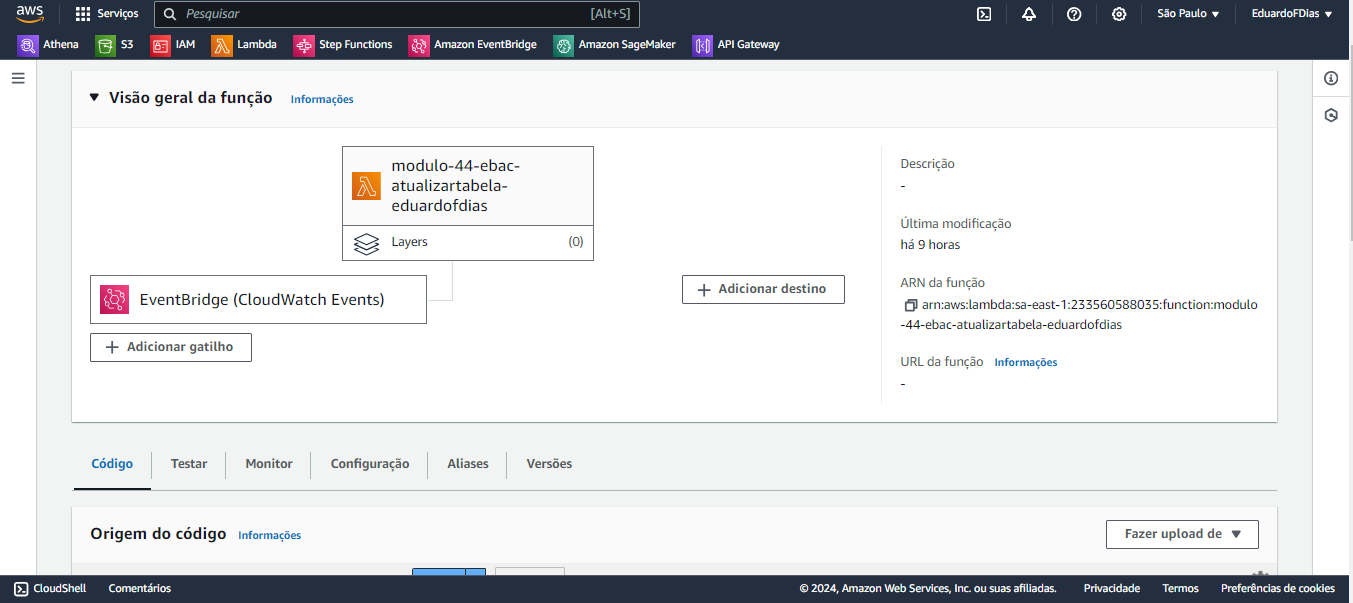 aws
Serviços
Pesquisar
[Alt+S]
São Paulo
EduardoFDias
Athena
S3
IAM
Lambda
Step Functions
Amazon EventBridge
Amazon SageMaker
API Gateway
Visão geral da função
Informações
modulo-44-ebac-
atualizartabela-
eduardofdias
Layers
(0)
EventBridge (CloudWatch Events)
Adicionar gatilho
Adicionar destino
Descrição
-
Última modificação
há 9 horas
ARN da função
arn:aws:lambda:sa-east-1:233560588035:function:modulo
-44-ebac-atualizartabela-eduardofdias
URL da função
Informações
-
Código
Testar
Monitor
Configuração
Aliases
Versões
Origem do código
Informações
Fazer upload de
CloudShell
Comentários
© 2024, Amazon Web Services, Inc. ou suas afiliadas.
Privacidade
Termos
Preferências de cookies